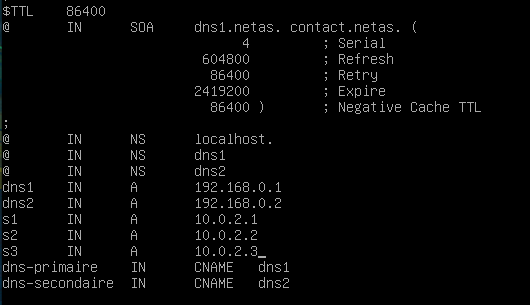 $TTL 86400
@ IN SOA dns1.netas. contact.netas. (
4 ; Serial
604800 ; Refresh
86400 ; Retry
2419200 ; Expire
86400 ) ; Negative Cache TTL
;
@ IN NS localhost.
@ IN NS dns1
@ IN NS dns2
dns1 IN A 192.168.0.1
dns2 IN A 192.168.0.2
s1 IN A 10.0.2.1
s2 IN A 10.0.2.2
s3 IN A 10.0.2.3_
dns-primaire IN CNAME dns1
dns-secondaire IN CNAME dns2